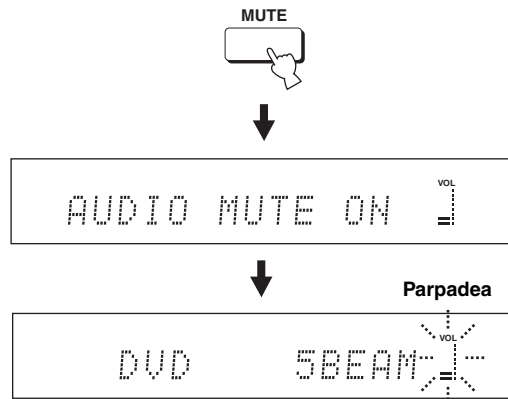 MUTE
VOL
AUDIO MUTE ON
Parpadea
VOL
DVD 5BEAM